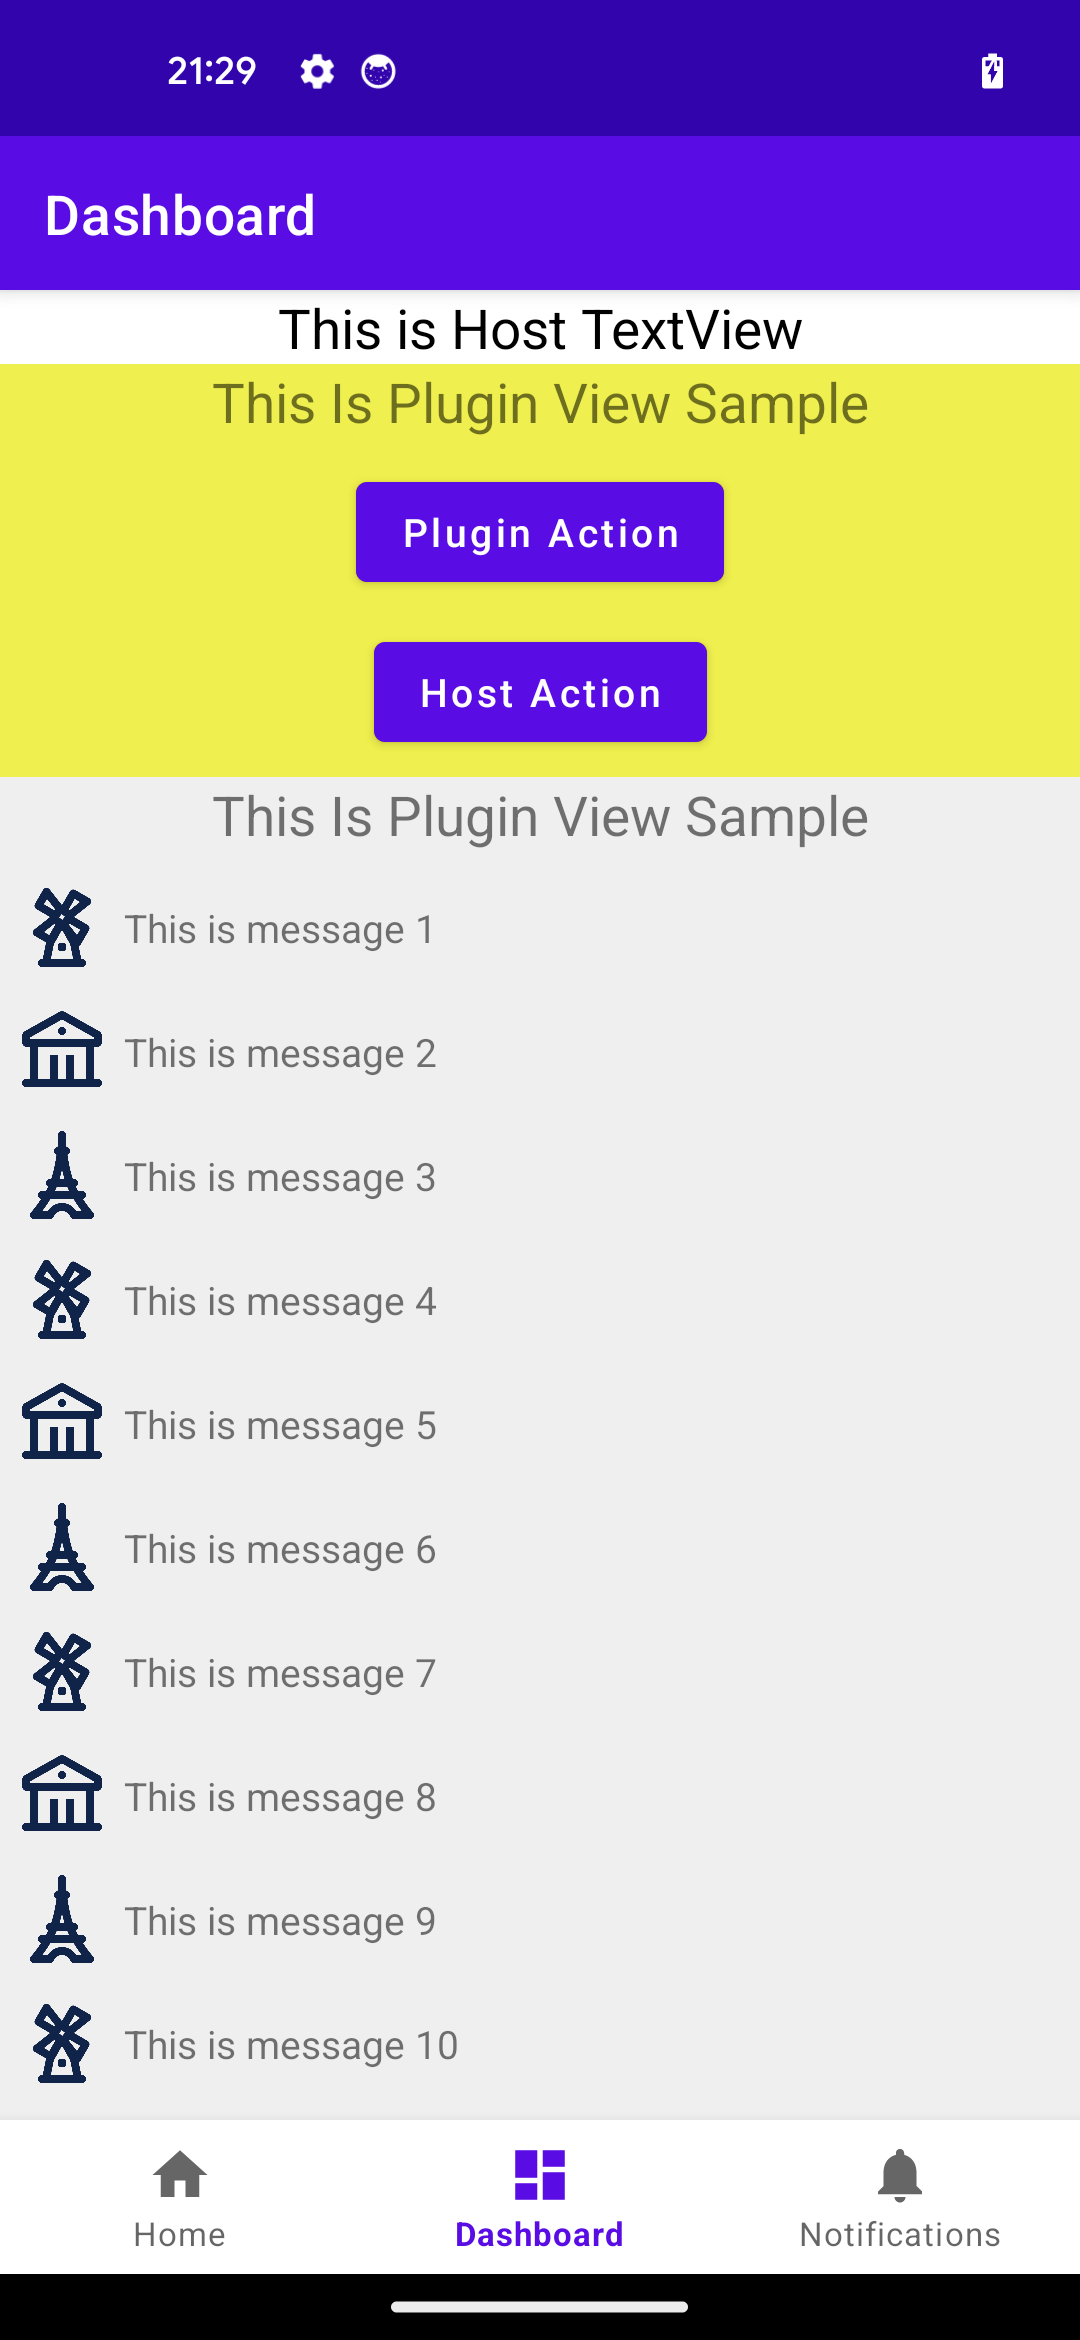 21:29
Dashboard
This is Host TextView
This Is Plugin View Sample
Plugin Action
Host Action
This Is Plugin View Sample
This is message 1
This is message 2
This is message 3
This is message 4
This is message 5
This is message 6
This is message 7
This is message 8
This is message 9
This is message 10
Home
Dashboard
Notifications